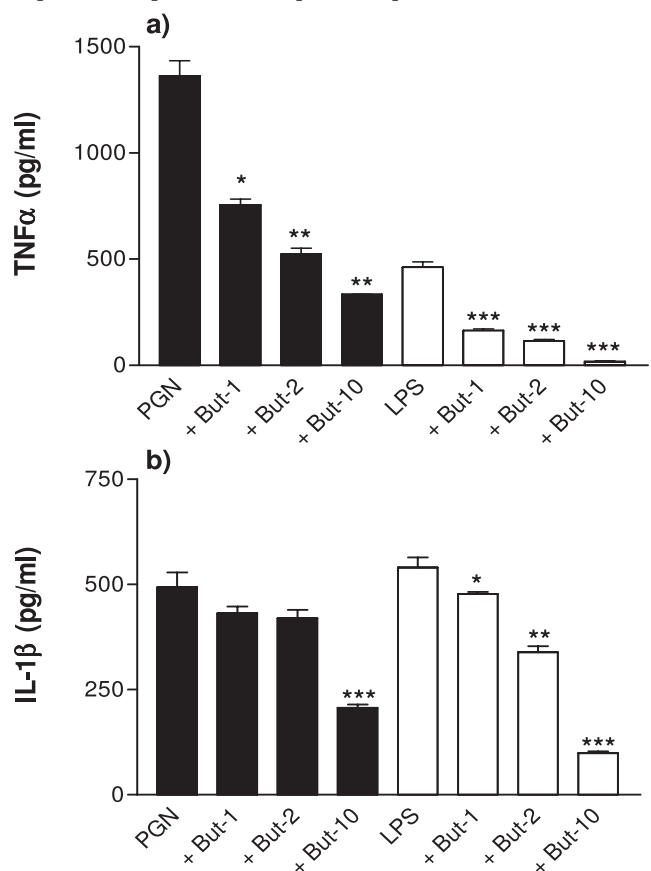 a)
1500
1000
500
0
TNFα (pg/ml)
*
**
**
***
***
***
PGN
+ But-1
+ But-2
+ But-10
LPS
+ But-1
+ But-2
+ But-10
b)
750
500
250
0
IL-1β (pg/ml)
***
*
**
***
PGN
+ But-1
+ But-2
+ But-10
LPS
+ But-1
+ But-2
+ But-10